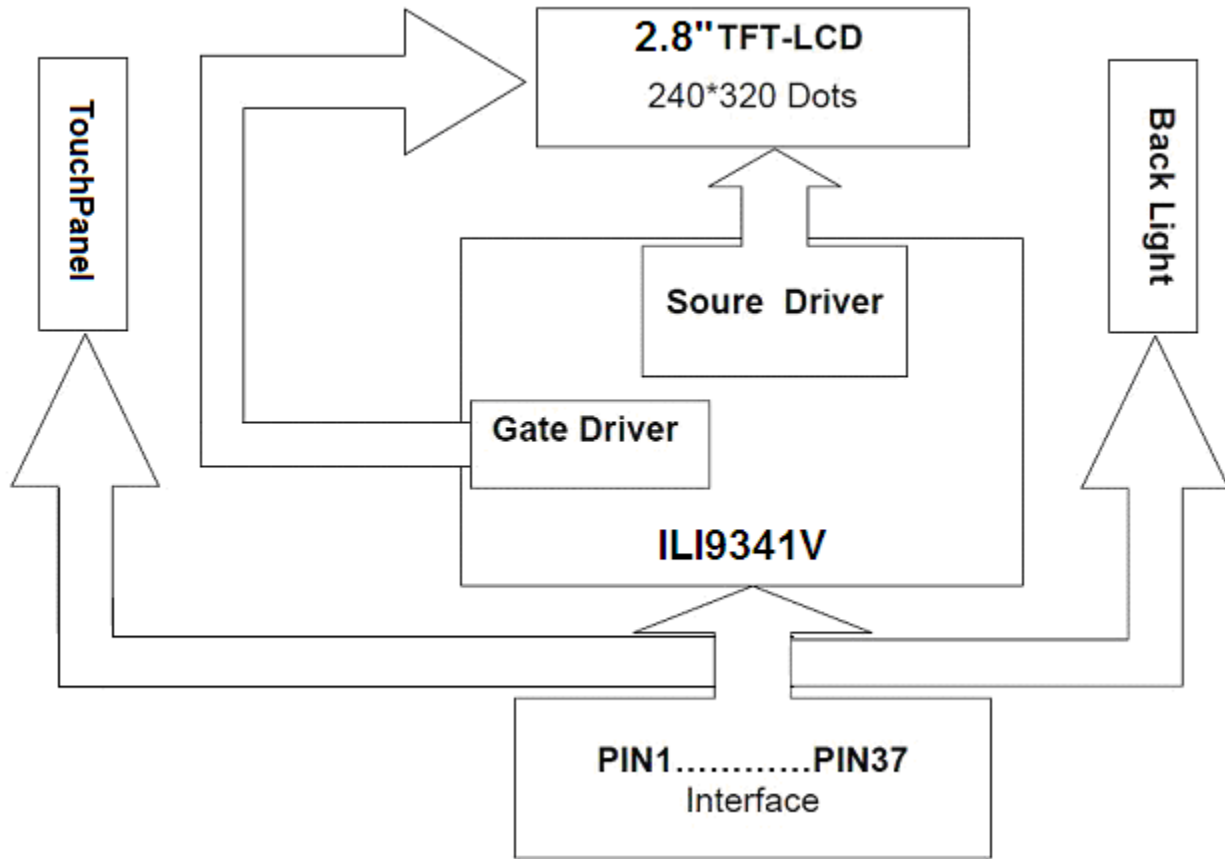 2.8" TFT-LCD
240*320 Dots
TouchPanel
Back Light
Soure Driver
Gate Driver
ILI9341V
PIN1.............PIN37
Interface